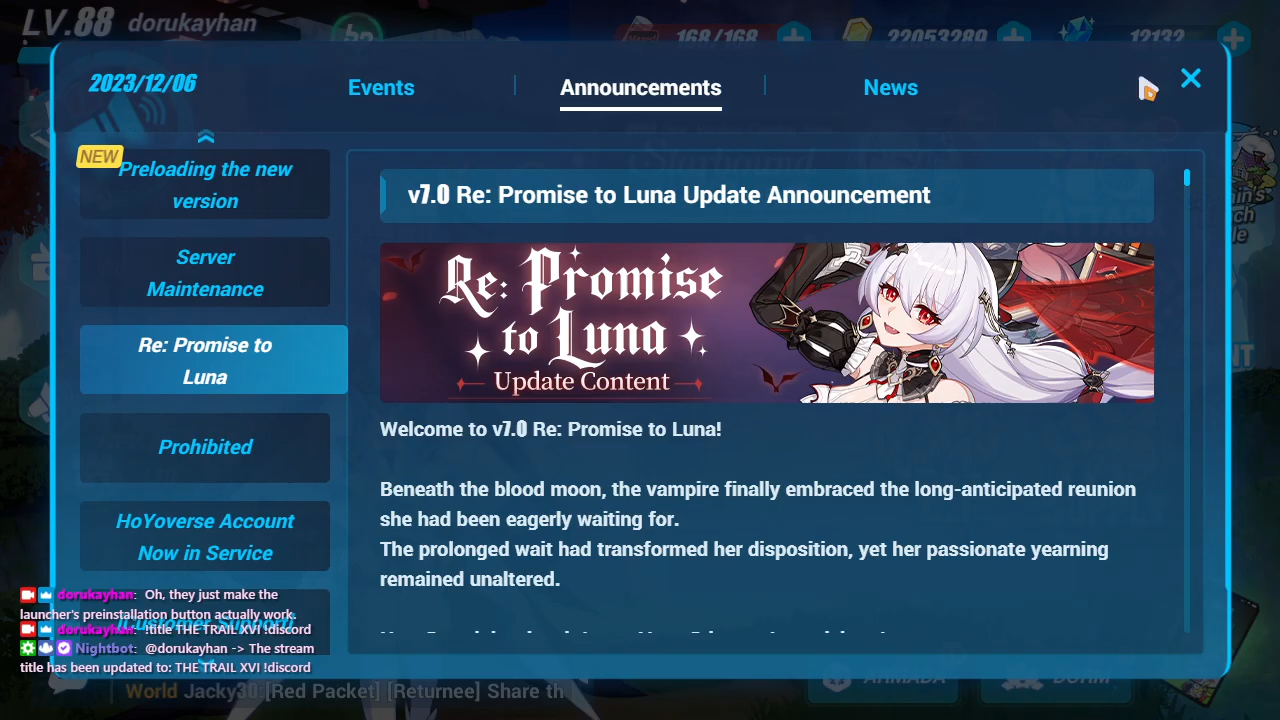 LV.88 dorukayhan
168/168
22053289
12132
2023/12/06
Events
Announcements
News
NEW
Preloading the new
version
Server
Maintenance
Re: Promise to
Luna
Prohibited
HoYoverse Account
Now in Service
v7.0 Re: Promise to Luna Update Announcement
Re: Promise
to Luna
Update Content
Welcome to v7.0 Re: Promise to Luna!
Beneath the blood moon, the vampire finally embraced the long-anticipated reunion
she had been eagerly waiting for.
The prolonged wait had transformed her disposition, yet her passionate yearning
remained unaltered.
dorukayhan: Oh, they just make the
launcher's preinstallation button actually work.
dorukayhan: !title THE TRAIL XVI !discord
Nightbot: @dorukayhan -> The stream
title has been updated to: THE TRAIL XVI !discord
World Jacky30:[Red Packet] [Returnee] Share th
ARMADA
DORM